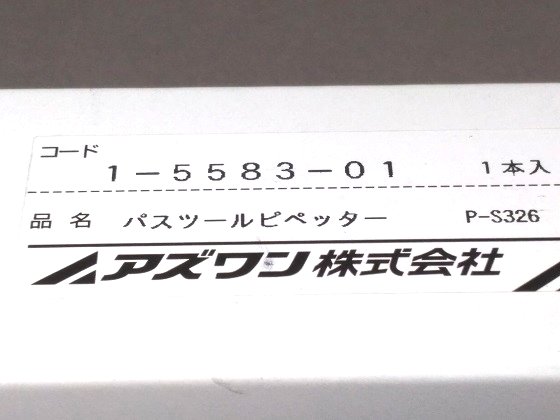 コード
1-5583-01 1本入
品名 パスツールピペッター P-S326
アズワン株式会社